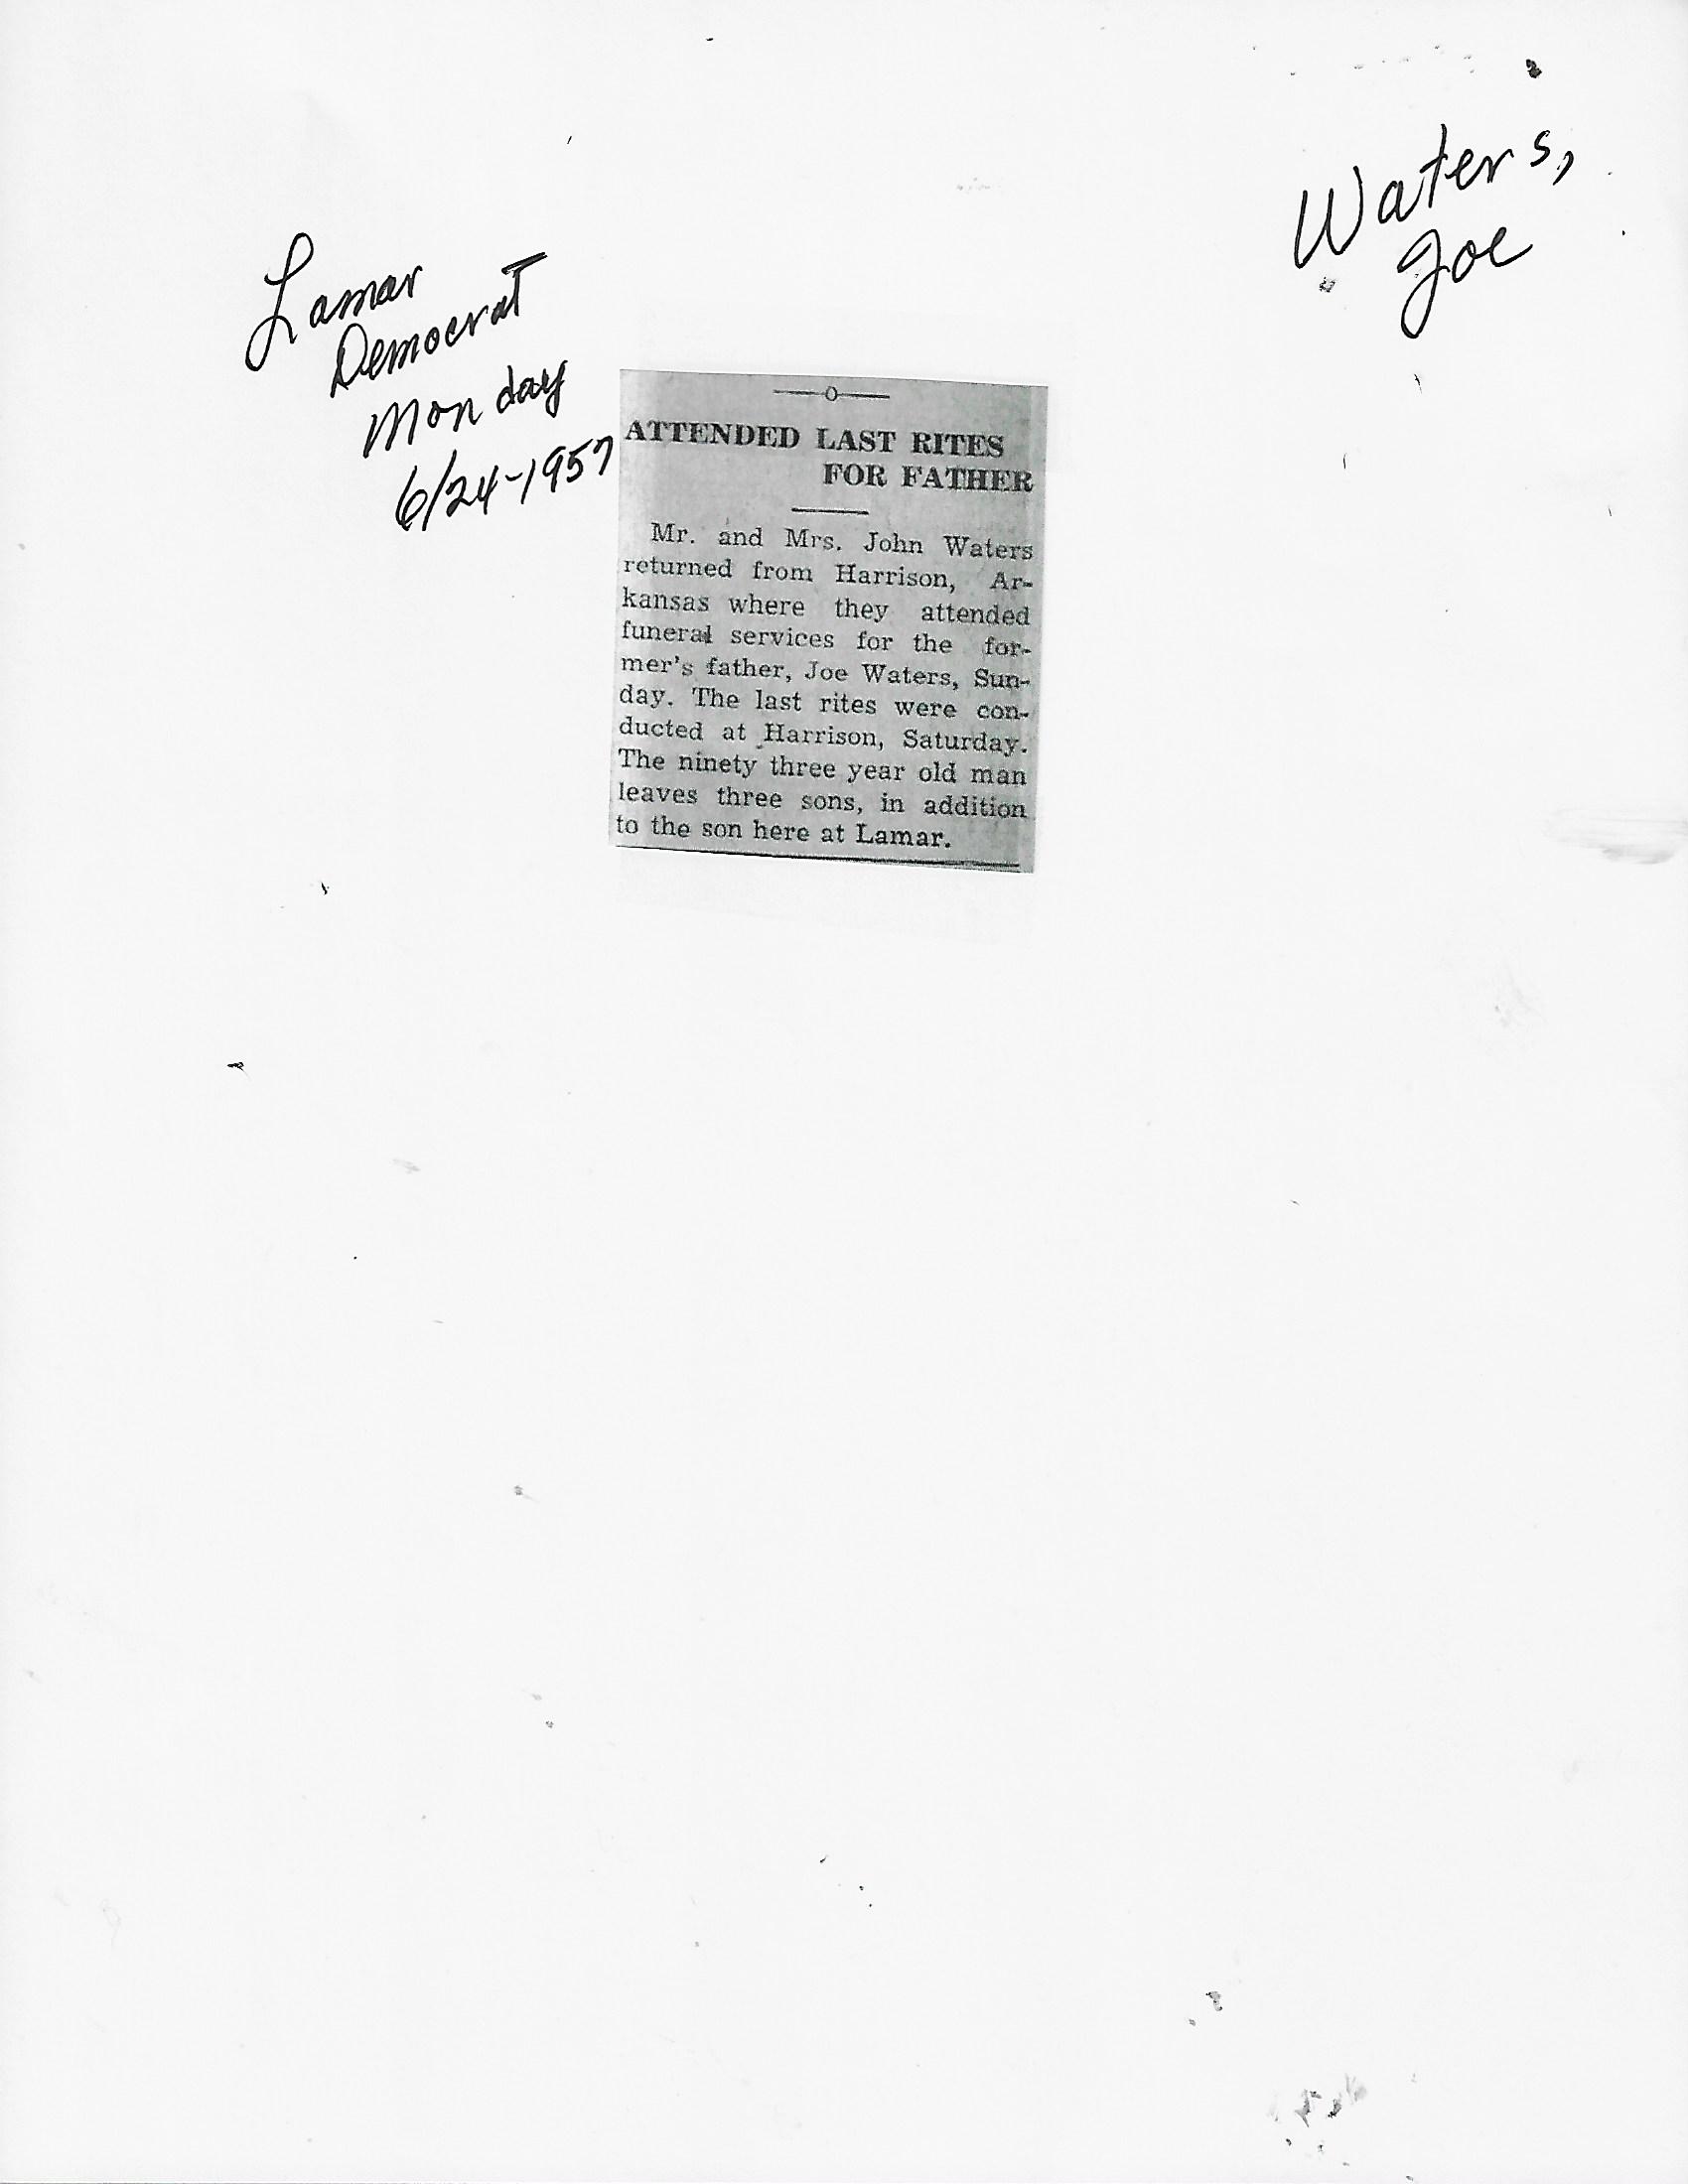 Waters,
Joe
Lamar
Democrat
Monday
6/24-1957
—o—
ATTENDED LAST RITES
FOR FATHER
Mr. and Mrs. John Waters
returned from Harrison, Ar-
kansas where they attended
funeral services for the for-
mer's father, Joe Waters, Sun-
day. The last rites were con-
ducted at Harrison, Saturday.
The ninety three year old man
leaves three sons, in addition
to the son here at Lamar.